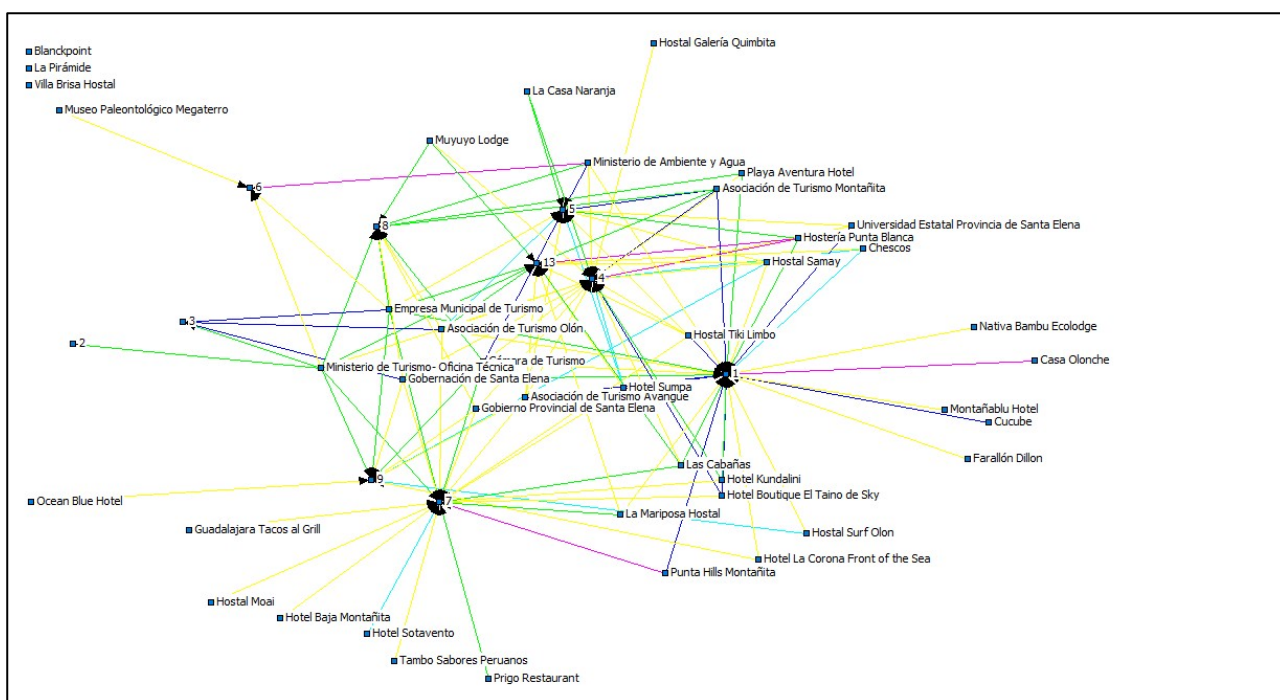 Hostal Galería Quimbita
Blanckpoint
La Pirámide
Villa Brisa Hostal
La Casa Naranja
Museo Paleontológico Megaterro
Muyuyo Lodge
Ministerio de Ambiente y Agua
Playa Aventura Hotel
6
Asociación de Turismo Montañita
5
8
Universidad Estatal Provincia de Santa Elena
Hostería Punta Blanca
Chescos
13
Hostal Samay
4
Empresa Municipal de Turismo
3
Asociación de Turismo Olón
Nativa Bambu Ecolodge
Hostal Tiki Limbo
2
Cámara de Turismo
Casa Olonche
Ministerio de Turismo- Oficina Técnica
1
Gobernación de Santa Elena
Hotel Sumpa
Asociación de Turismo Avangue
Gobierno Provincial de Santa Elena
Montañablu Hotel
Cucube
Farallón Dillon
Las Cabañas
9
Hotel Kundalini
Hotel Boutique El Taino de Sky
Ocean Blue Hotel
7
La Mariposa Hostal
Guadalajara Tacos al Grill
Hostal Surf Olon
Hotel La Corona Front of the Sea
Punta Hills Montañita
Hostal Moai
Hotel Baja Montañita
Hotel Sotavento
Tambo Sabores Peruanos
Prigo Restaurant